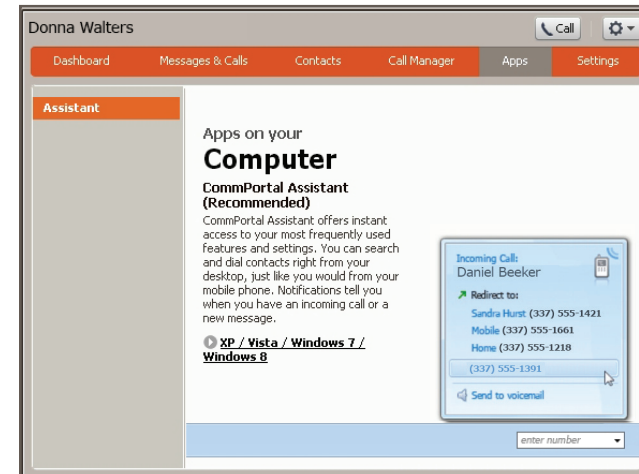 Donna Walters
Call
Dashboard
Messages & Calls
Contacts
Call Manager
Apps
Settings
Assistant
Apps on your
Computer
CommPortal Assistant
(Recommended)
CommPortal Assistant offers instant
access to your most frequently used
features and settings. You can search
and dial contacts right from your
desktop, just like you would from your
mobile phone. Notifications tell you
when you have an incoming call or a
new message.
XP / Vista / Windows 7 /
Windows 8
Incoming Call:
Daniel Beeker
Redirect to:
Sandra Hurst (337) 555-1421
Mobile (337) 555-1661
Home (337) 555-1218
(337) 555-1391
Send to voicemail
enter number